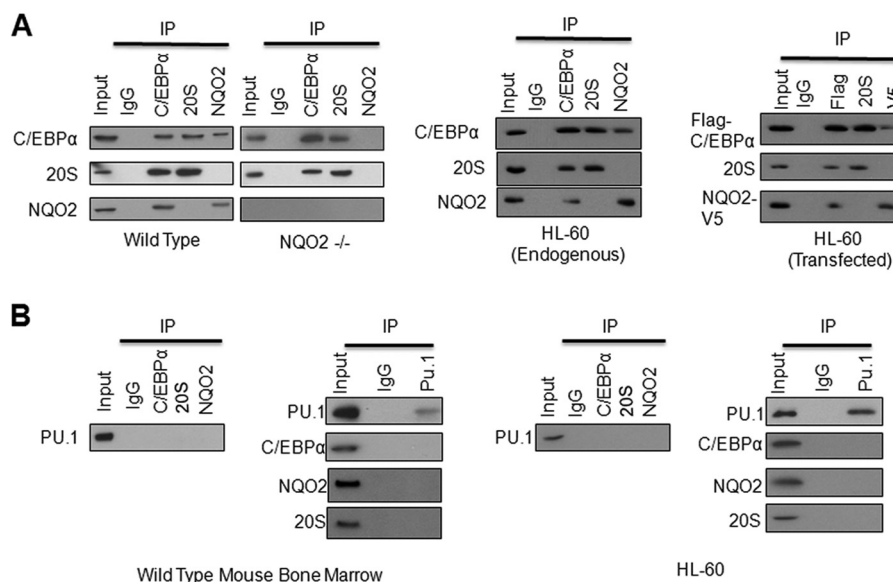 A
IP
Input
IgG
C/EBPα
20S
NQO2
Input
IgG
C/EBPα
20S
NQO2
C/EBPα
20S
NQO2
Wild Type
NQO2 -/-
IP
Input
IgG
C/EBPα
20S
NQO2
C/EBPα
20S
NQO2
HL-60
(Endogenous)
IP
Input
IgG
Flag
20S
V5
Flag-
C/EBPα
20S
NQO2-
V5
HL-60
(Transfected)
B
IP
Input
IgG
C/EBPα
20S
NQO2
PU.1
IP
Input
IgG
Pu.1
PU.1
C/EBPα
NQO2
20S
Wild Type Mouse Bone Marrow
IP
Input
IgG
C/EBPα
20S
NQO2
PU.1
IP
Input
IgG
Pu.1
PU.1
C/EBPα
NQO2
20S
HL-60